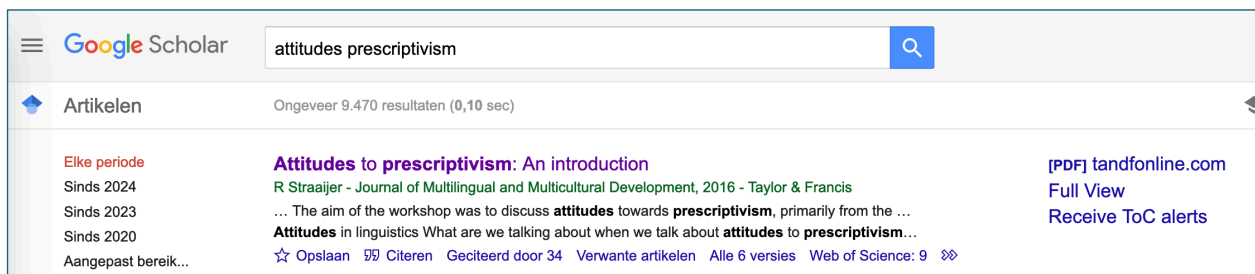 Google Scholar
attitudes prescriptivism
Artikelen
Ongeveer 9.470 resultaten (0,10 sec)
Elke periode
Sinds 2024
Sinds 2023
Sinds 2020
Aangepast bereik...
Attitudes to prescriptivism: An introduction
R Straaijer - Journal of Multilingual and Multicultural Development, 2016 - Taylor & Francis
… The aim of the workshop was to discuss attitudes towards prescriptivism, primarily from the …
Attitudes in linguistics What are we talking about when we talk about attitudes to prescriptivism…
Opslaan Citeren Geciteerd door 34 Verwante artikelen Alle 6 versies Web of Science: 9
[PDF] tandfonline.com
Full View
Receive ToC alerts